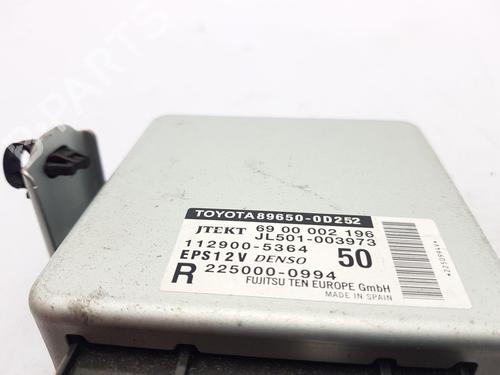 TOYOTA 89650-0D252
JTEKT 69 00 002 196
JL501-003973
112900-5364 50
EPS12V DENSO
R 225000-0994
FUJITSU TEN EUROPE GmbH
MADE IN SPAIN
PARTS